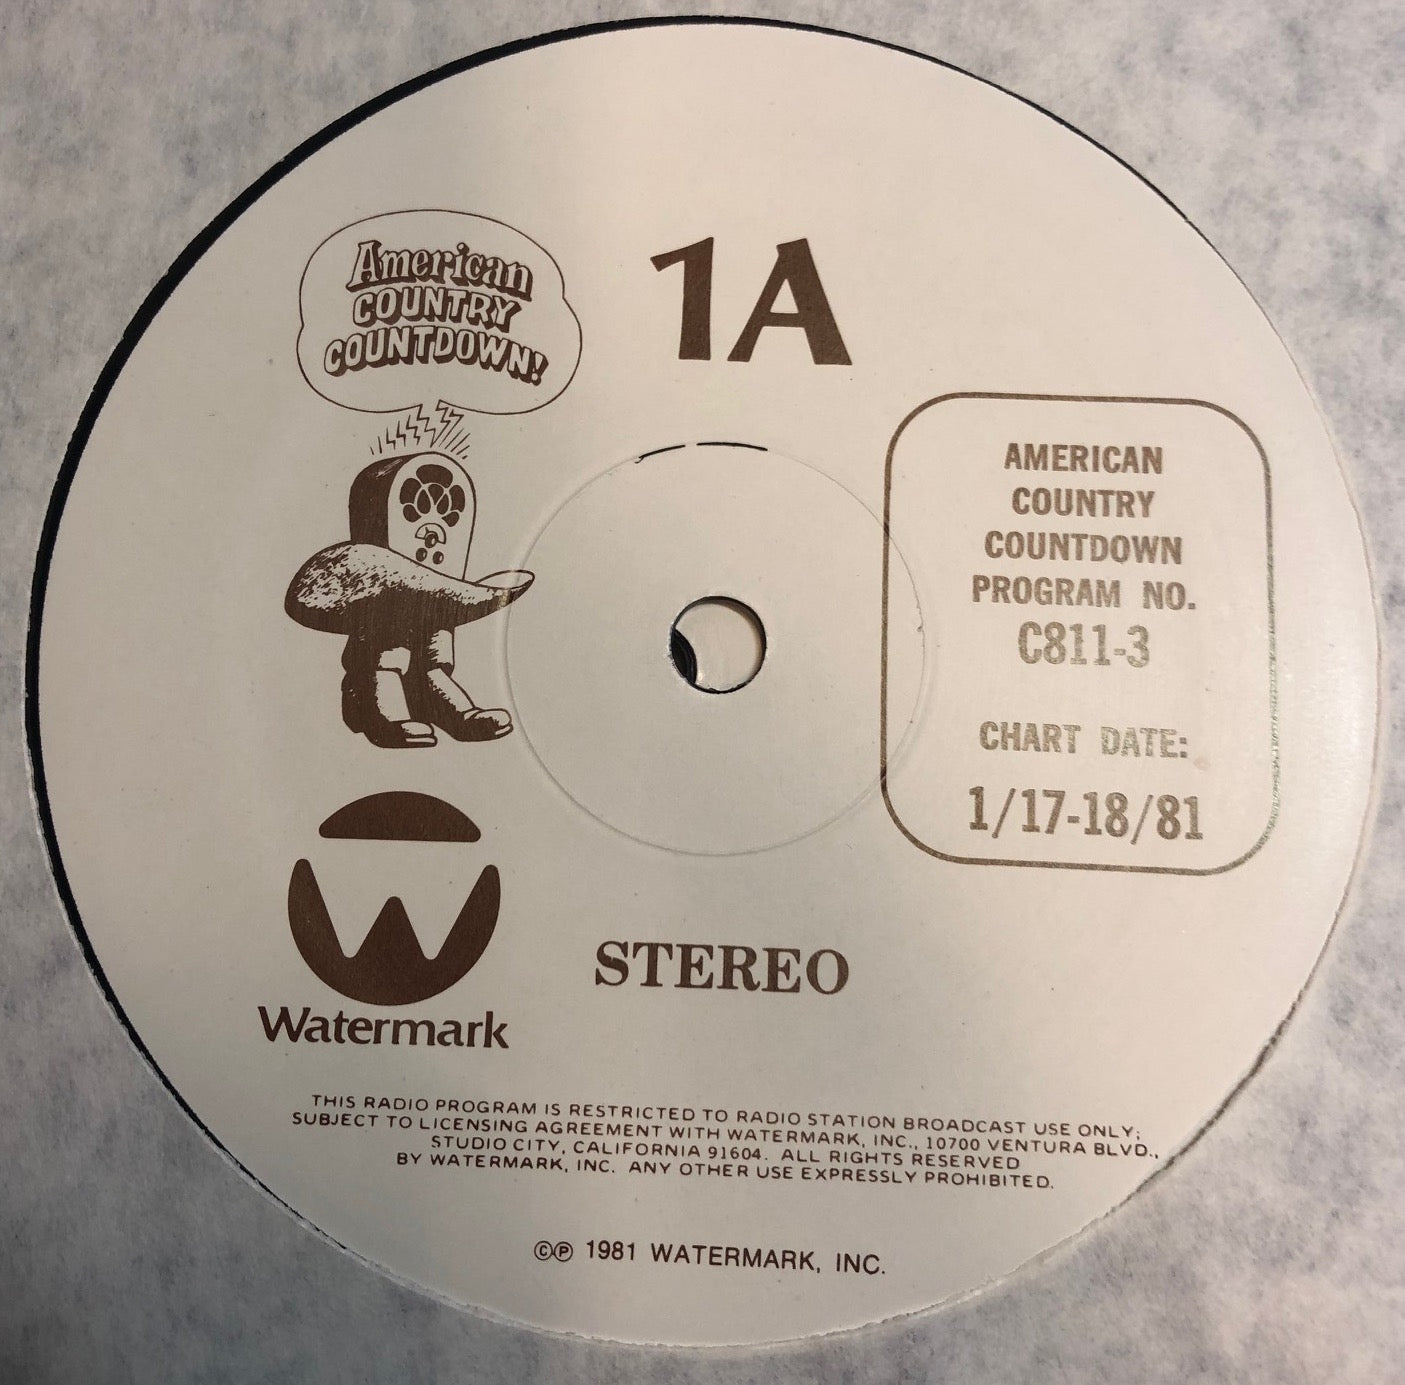 American
COUNTRY
COUNTDOWN!
1A
AMERICAN
COUNTRY
COUNTDOWN
PROGRAM NO.
C811-3
CHART DATE:
1/17-18/81
W
Watermark
STEREO
THIS RADIO PROGRAM IS RESTRICTED TO RADIO STATION BROADCAST USE ONLY;
SUBJECT TO LICENSING AGREEMENT WITH WATERMARK, INC., 10700 VENTURA BLVD.,
STUDIO CITY, CALIFORNIA 91604. ALL RIGHTS RESERVED
BY WATERMARK, INC. ANY OTHER USE EXPRESSLY PROHIBITED.
©℗ 1981 WATERMARK, INC.